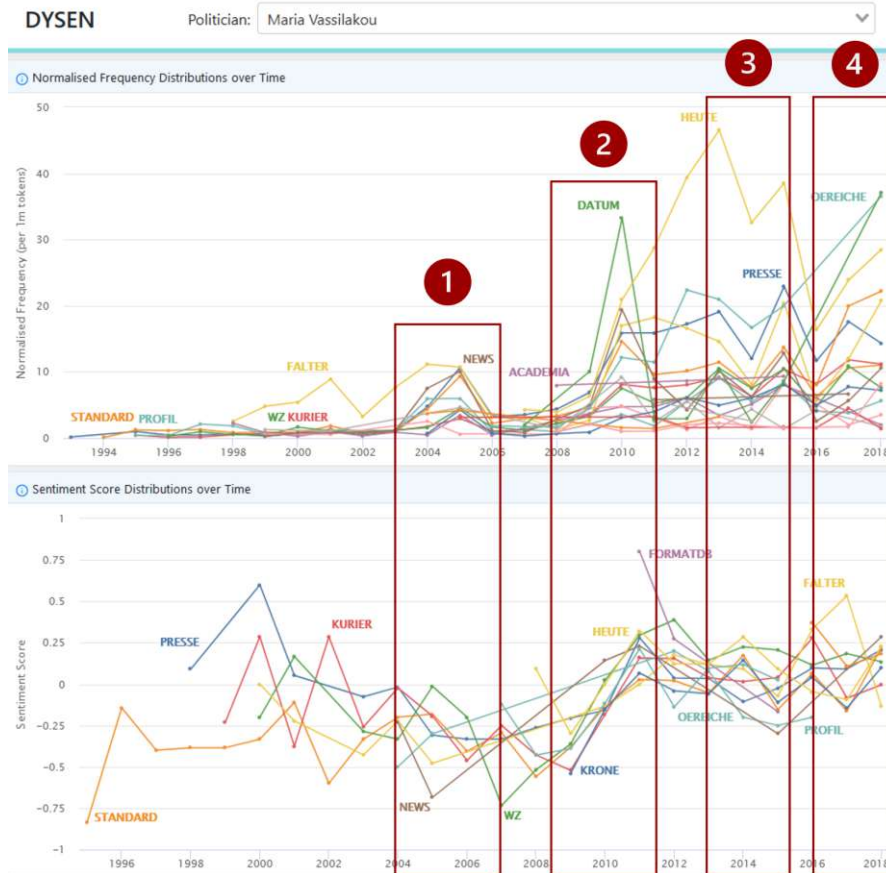 DYSEN Politician: Maria Vassilakou
Normalised Frequency Distributions over Time
3
4
50
HEUTE
40
2
DATUM
OEREICHE
Normalised Frequency (per 1m tokens)
30
1
PRESSE
20
NEWS
ACADEMIA
10
FALTER
STANDARD PROFIL WZ KURIER
0
1994 1996 1998 2000 2002 2004 2006 2008 2010 2012 2014 2016 2018
Sentiment Score Distributions over Time
1
0.75
FORMATDB
FALTER
0.5
PRESSE KURIER HEUTE
0.25
Sentiment Score
0
OEREICHE
-0.25
PROFIL
-0.5
KRONE
-0.75
NEWS
WZ
STANDARD
-1
1996 1998 2000 2002 2004 2006 2008 2010 2012 2014 2016 2018